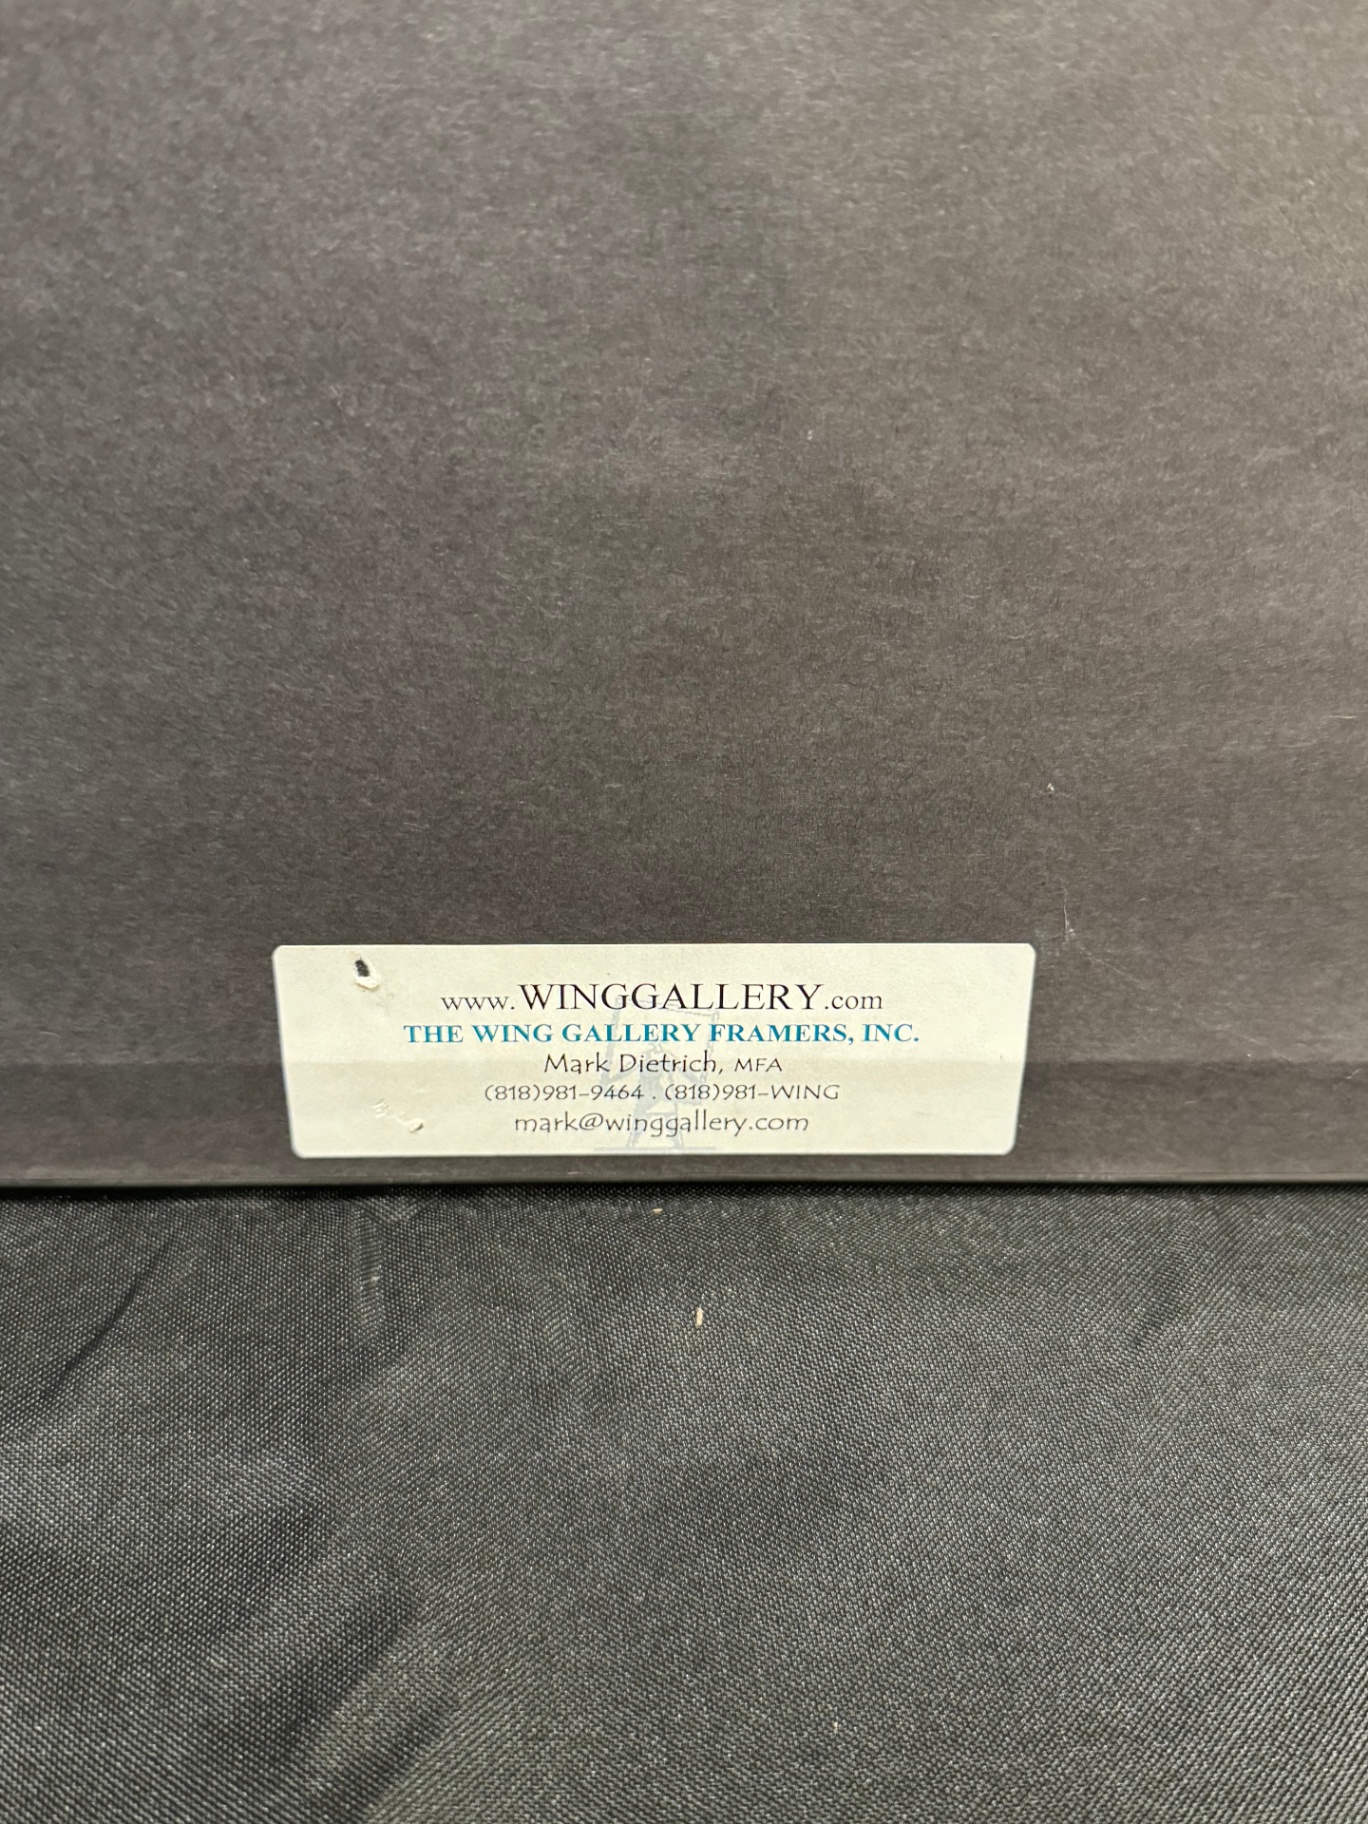 www.WINGGALLERY.com
THE WING GALLERY FRAMERS, INC.
Mark Dietrich, MFA
(818)981-9464 . (818)981-WING
mark@winggallery.com